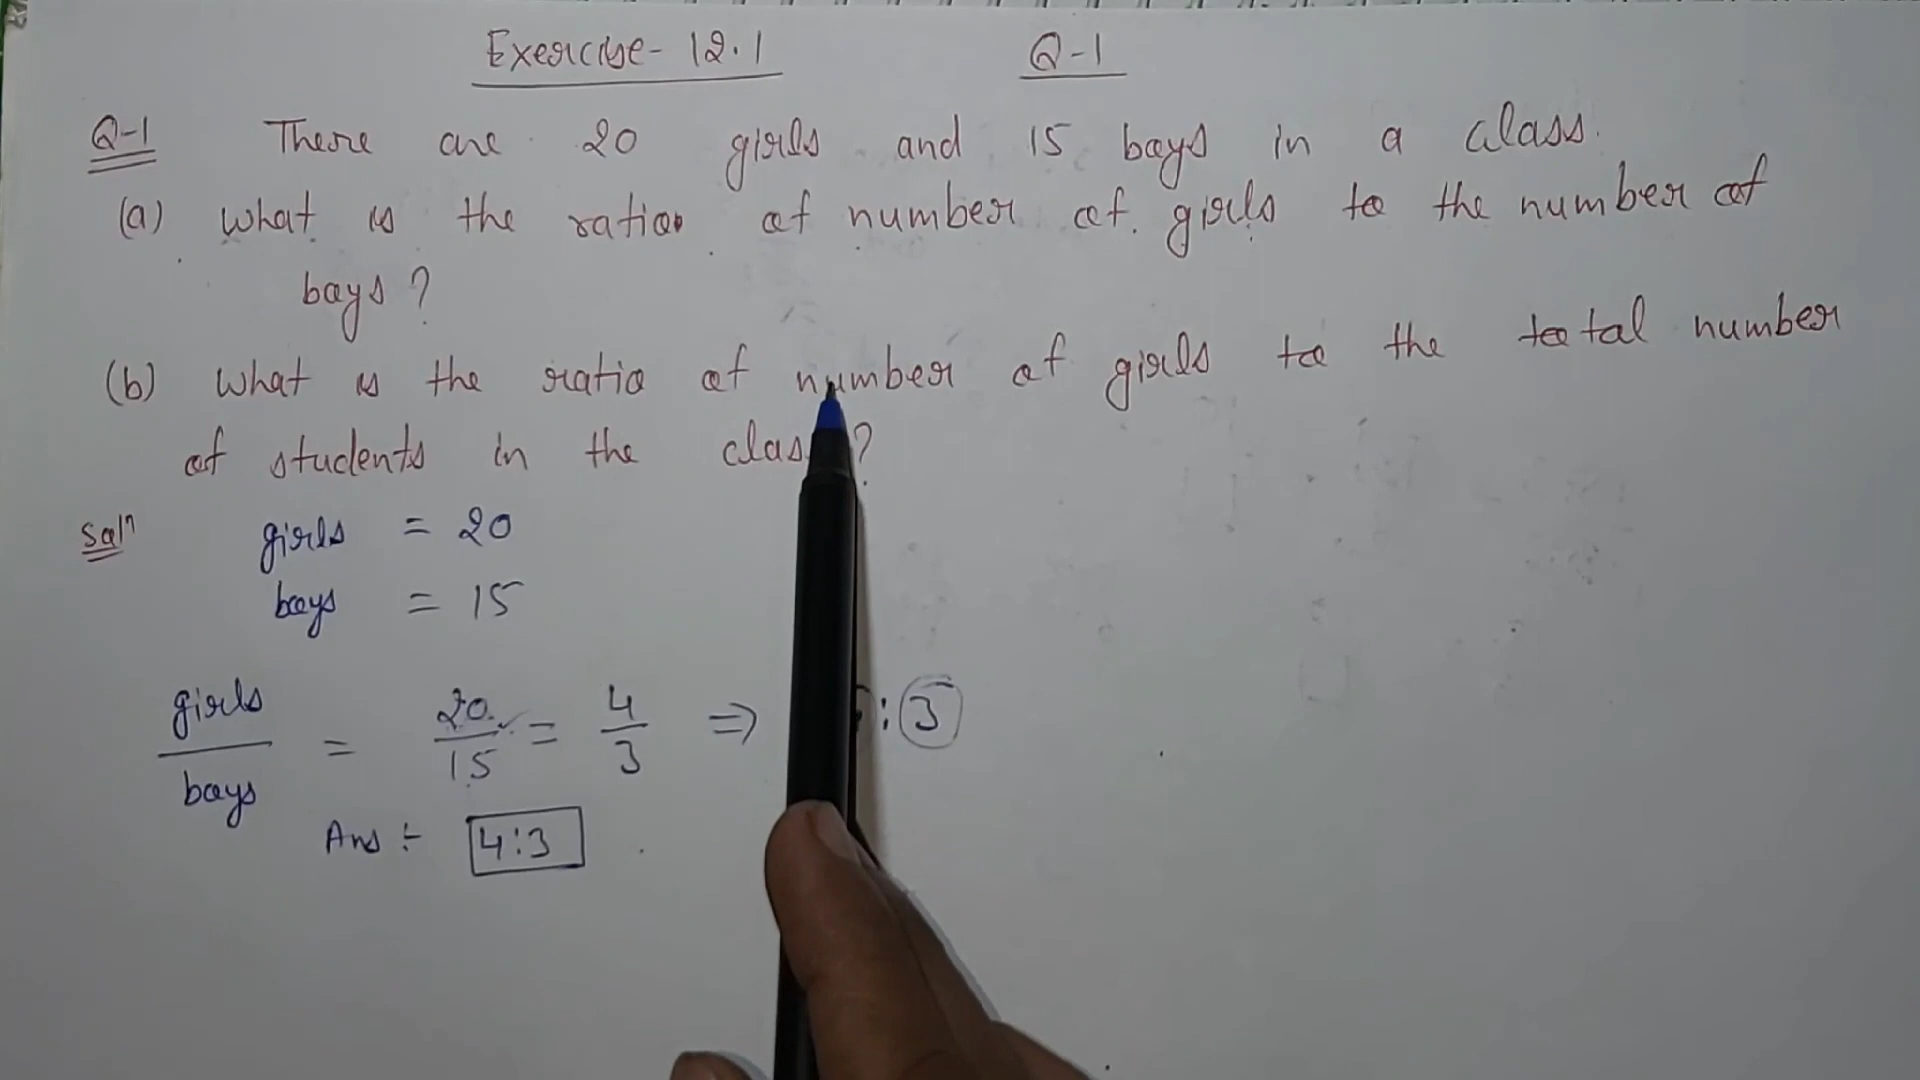 Exercise- 12.1 Q-1
Q-1 There are 20 girls and 15 boys in a class.
(a) what is the ratio of number of girls to the number of
boys?
(b) what is the ratio of number of girls to the total number
of students in the class?
Solⁿ girls = 20
boys = 15
girls/boys = 20/15 = 4/3 ⇒ : 3
Ans :- 4:3